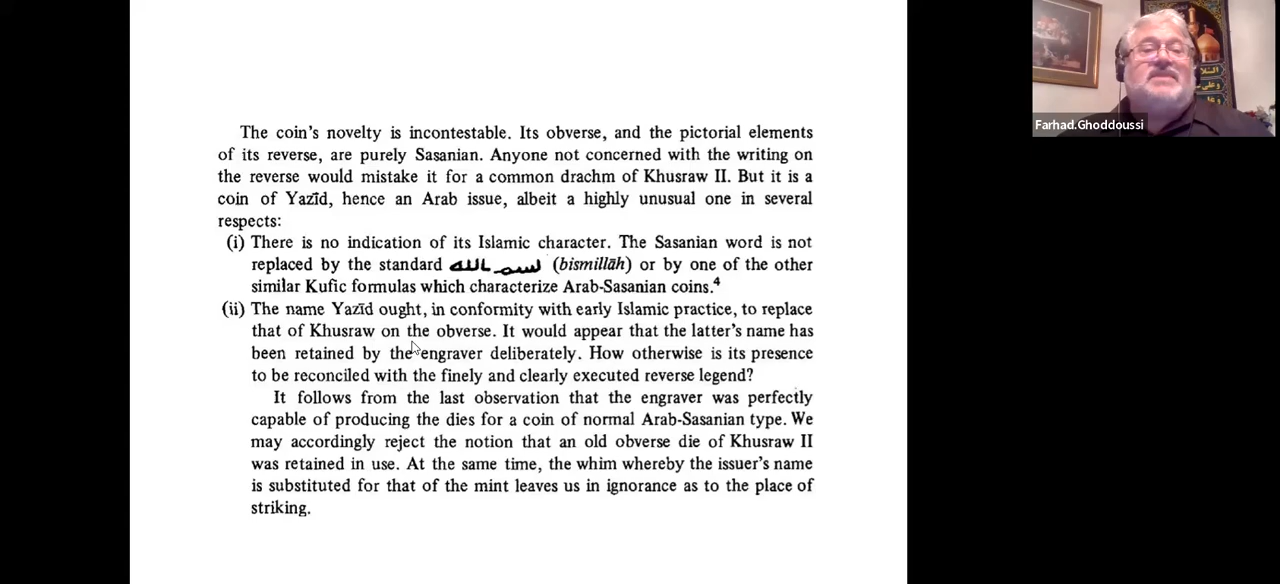 The coin's novelty is incontestable. Its obverse, and the pictorial elements
of its reverse, are purely Sasanian. Anyone not concerned with the writing on
the reverse would mistake it for a common drachm of Khusraw II. But it is a
coin of Yazīd, hence an Arab issue, albeit a highly unusual one in several
respects:
(i) There is no indication of its Islamic character. The Sasanian word is not
replaced by the standard بسم الله (bismillāh) or by one of the other
similar Kufic formulas which characterize Arab-Sasanian coins.⁴
(ii) The name Yazīd ought, in conformity with early Islamic practice, to replace
that of Khusraw on the obverse. It would appear that the latter's name has
been retained by the engraver deliberately. How otherwise is its presence
to be reconciled with the finely and clearly executed reverse legend?
It follows from the last observation that the engraver was perfectly
capable of producing the dies for a coin of normal Arab-Sasanian type. We
may accordingly reject the notion that an old obverse die of Khusraw II
was retained in use. At the same time, the whim whereby the issuer's name
is substituted for that of the mint leaves us in ignorance as to the place of
striking.
Farhad.Ghoddoussi